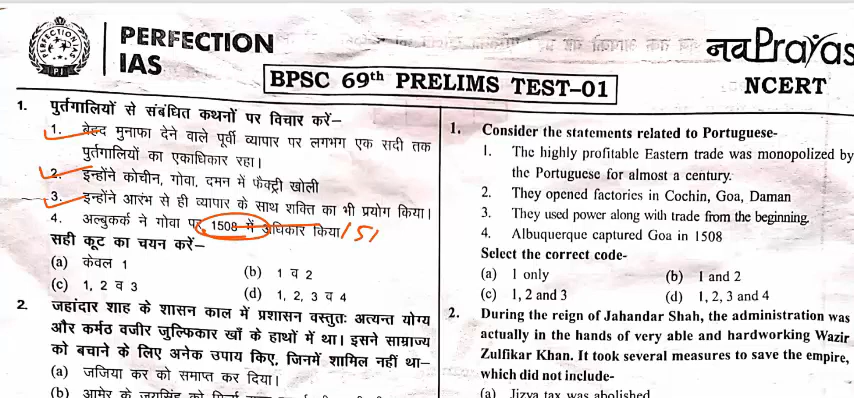 PERFECTION
IAS
नवPrayas
BPSC 69th PRELIMS TEST–01
NCERT
1. पुर्तगालियों से संबंधित कथनों पर विचार करें–
1. बेहद मुनाफा देने वाले पूर्वी व्यापार पर लगभग एक सदी तक
पुर्तगालियों का एकाधिकार रहा।
2. इन्होंने कोचीन, गोवा, दमन में फैक्ट्री खोली
3. इन्होंने आरंभ से ही व्यापार के साथ शक्ति का भी प्रयोग किया।
4. अल्बुकर्क ने गोवा पर 1508 में अधिकार किया 151
सही कूट का चयन करें–
(a) केवल 1
(b) 1 व 2
(c) 1, 2 व 3
(d) 1, 2, 3 व 4
2. जहांदार शाह के शासन काल में प्रशासन वस्तुतः अत्यन्त योग्य
और कर्मठ वजीर जुल्फिकार खाँ के हाथों में था। इसने साम्राज्य
को बचाने के लिए अनेक उपाय किए, जिनमें शामिल नहीं था–
(a) जजिया कर को समाप्त कर दिया।
(b) आमेर के जयसिंह को
1. Consider the statements related to Portuguese-
1. The highly profitable Eastern trade was monopolized by
the Portuguese for almost a century.
2. They opened factories in Cochin, Goa, Daman
3. They used power along with trade from the beginning.
4. Albuquerque captured Goa in 1508
Select the correct code-
(a) 1 only
(b) 1 and 2
(c) 1, 2 and 3
(d) 1, 2, 3 and 4
2. During the reign of Jahandar Shah, the administration was
actually in the hands of very able and hardworking Wazir
Zulfikar Khan. It took several measures to save the empire,
which did not include-
(a) Jizya tax was abolished